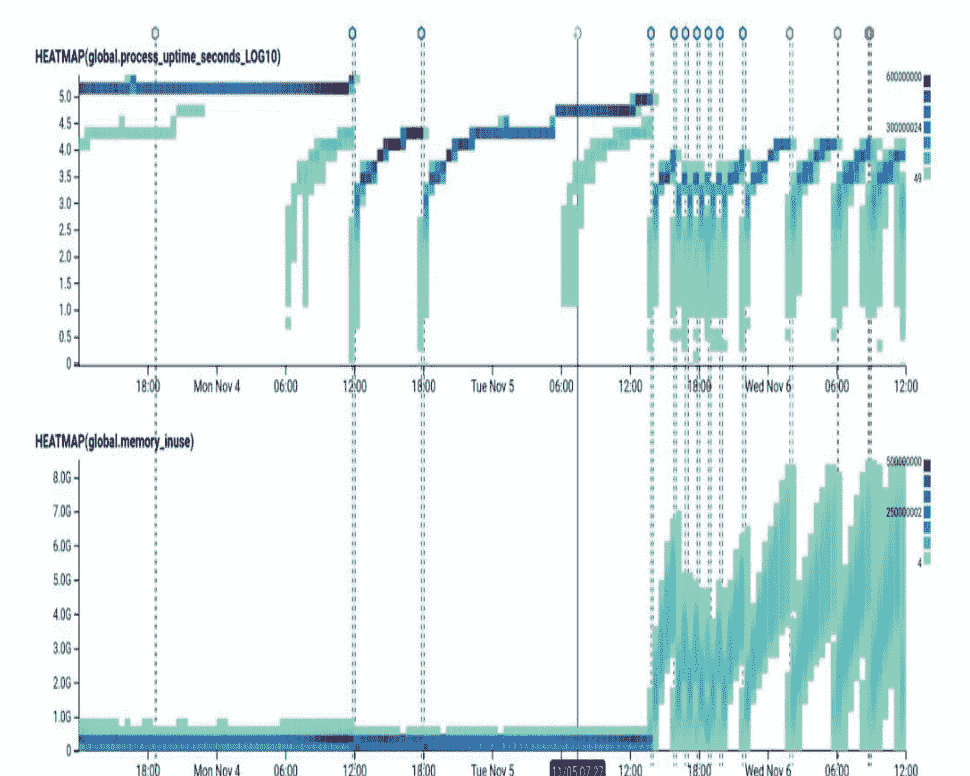 HEATMAP(global.process_uptime_seconds_LOG10)
600000000
5.0
4.5
300000024
4.0
3.5
49
3.0
2.5
2.0
1.5
1.0
0.5
0
18:00 Mon Nov 4 06:00 12:00 18:00 Tue Nov 5 06:00 12:00 18:00 Wed Nov 6 06:00 12:00
HEATMAP(global.memory_inuse)
500000000
8.0G
7.0G
250000002
6.0G
4
5.0G
4.0G
3.0G
2.0G
1.0G
0
18:00 Mon Nov 4 06:00 12:00 18:00 Tue Nov 5 12:00 18:00 Wed Nov 6 06:00 12:00